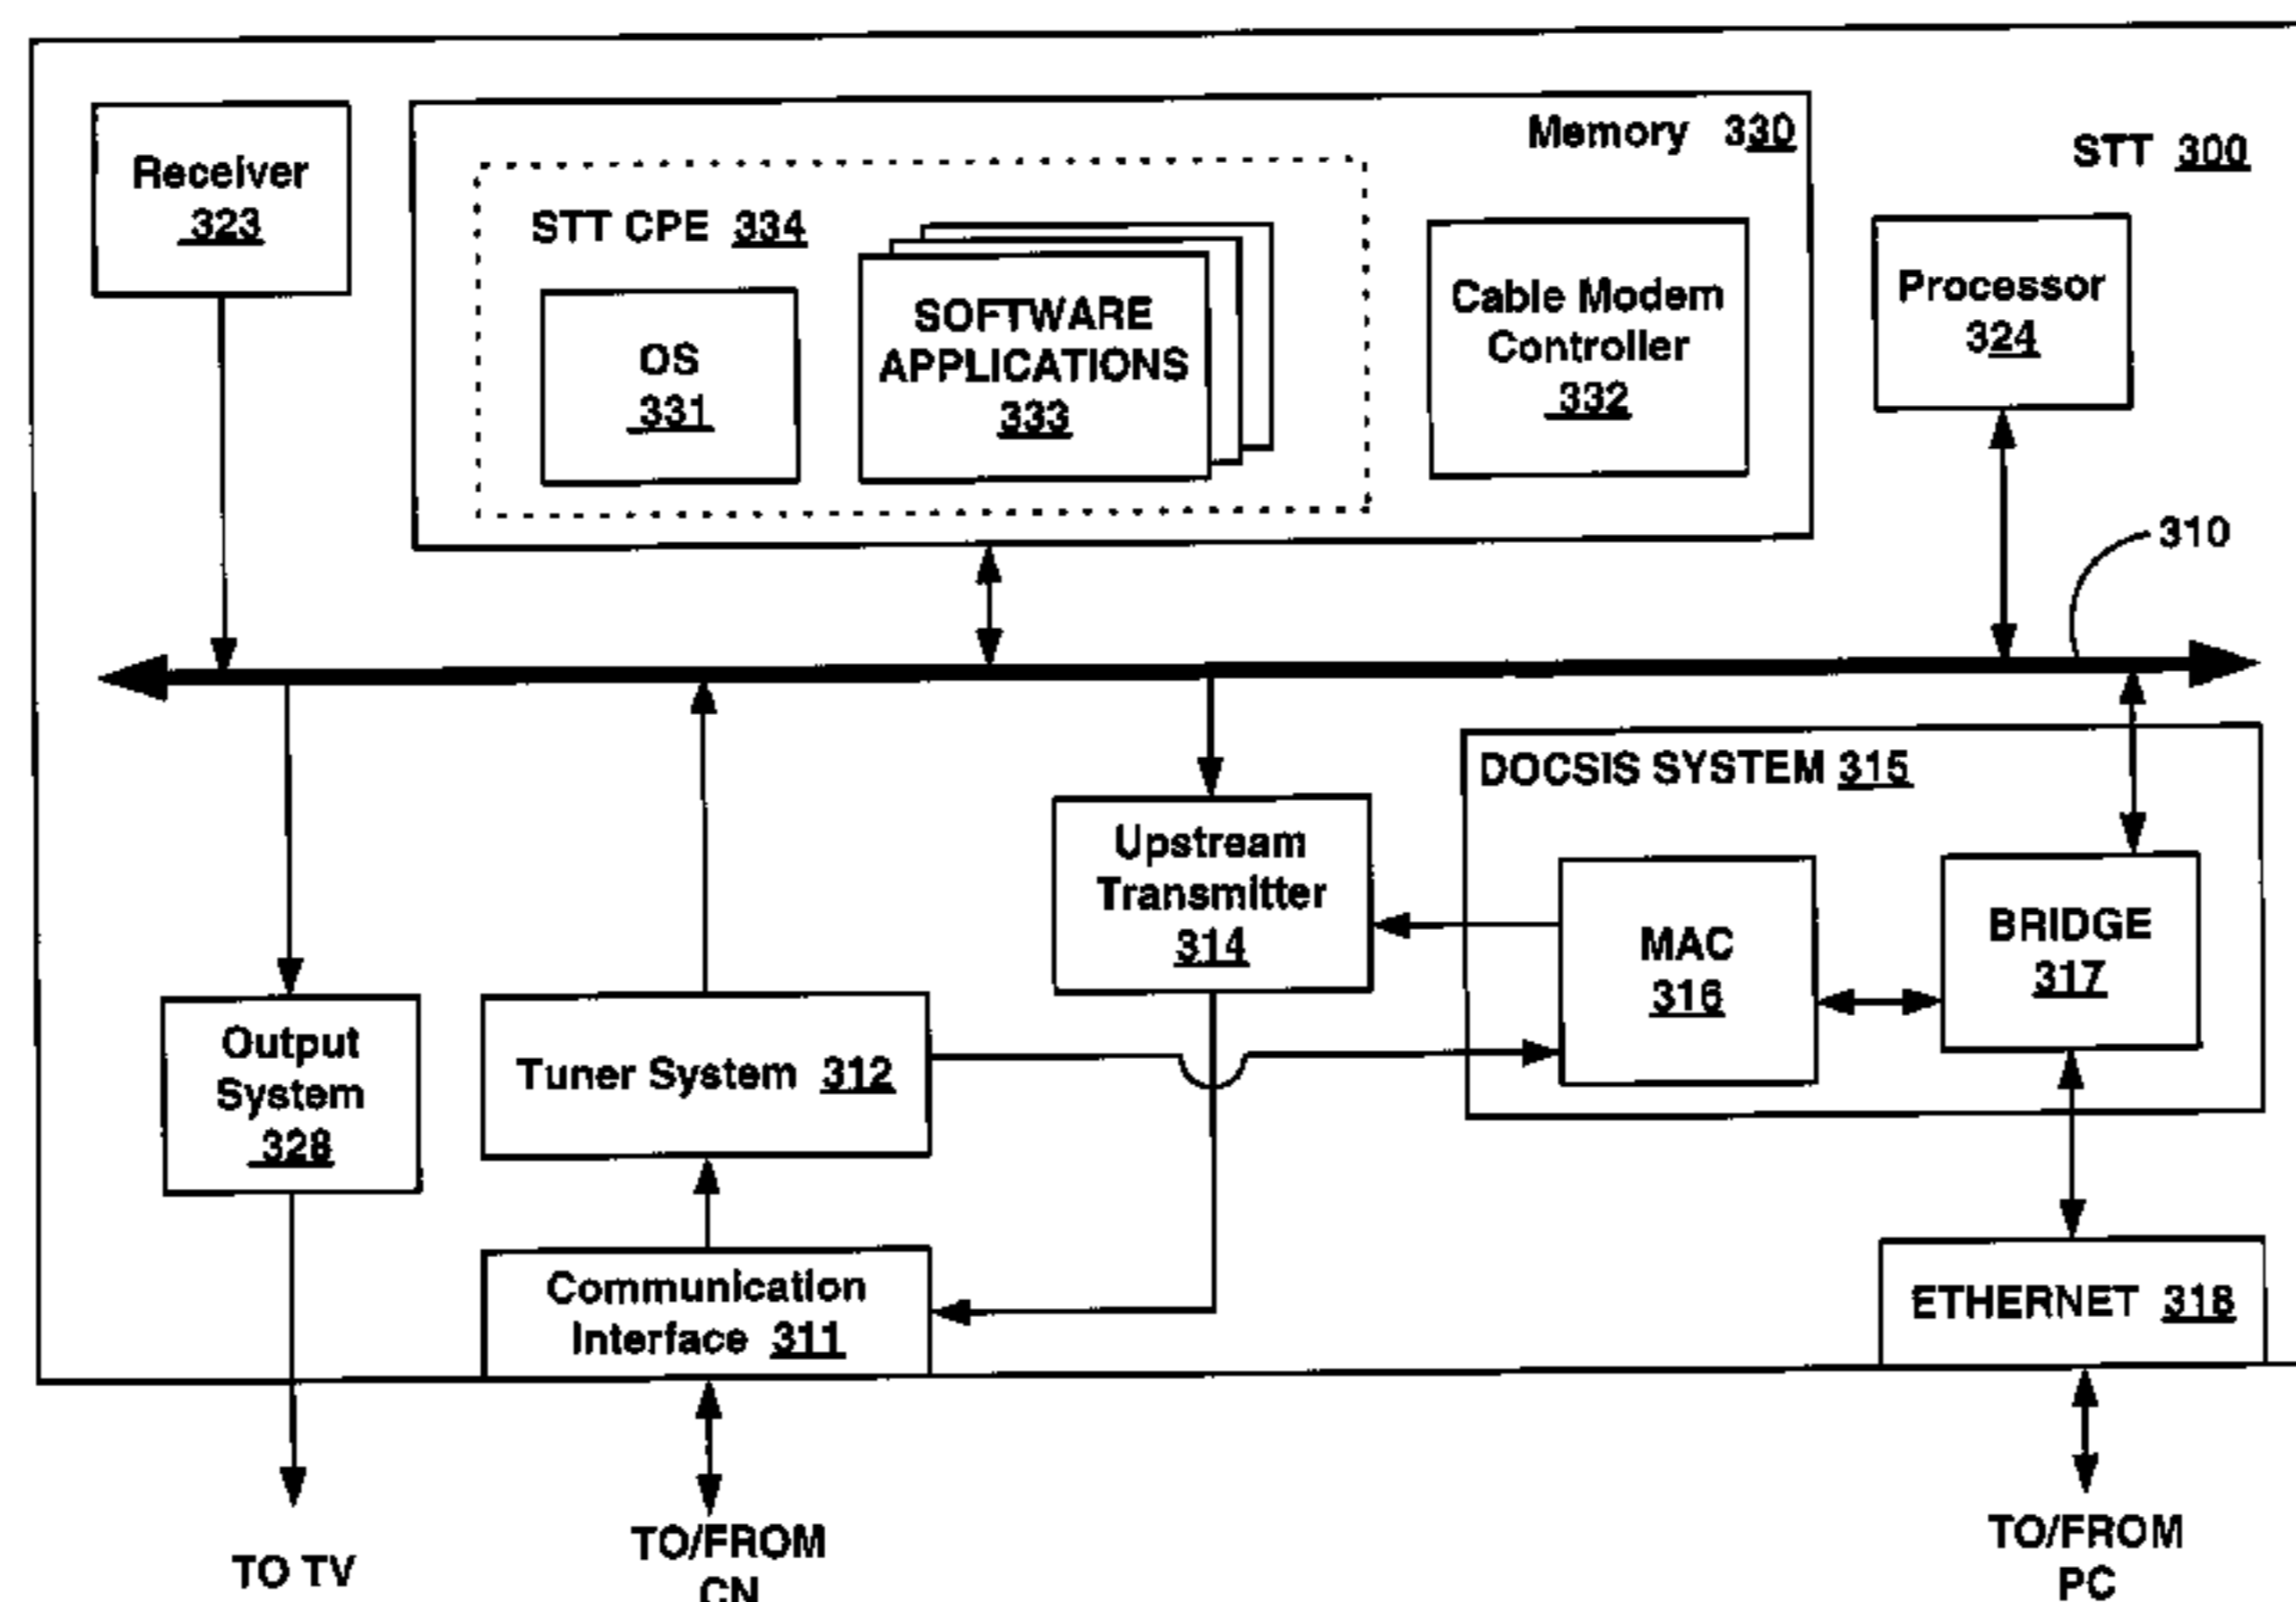 Receiver
323
Memory 330
STT 300
STT CPE 334
OS
331
SOFTWARE
APPLICATIONS
333
Cable Modem
Controller
332
Processor
324
310
DOCSIS SYSTEM 315
Upstream
Transmitter
314
MAC
316
BRIDGE
317
Output
System
328
Tuner System 312
Communication
Interface 311
ETHERNET 318
TO TV
TO/FROM
CN
TO/FROM
PC